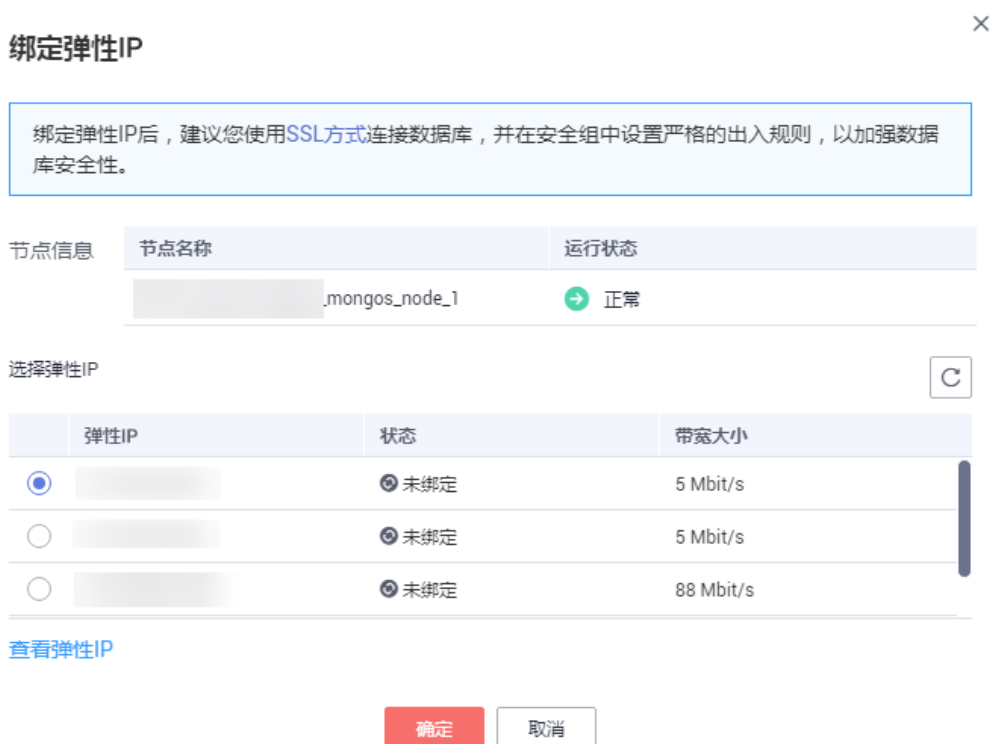 绑定弹性IP
绑定弹性IP后，建议您使用SSL方式连接数据库，并在安全组中设置严格的出入规则，以加强数据
库安全性。
节点信息 节点名称 运行状态
_mongos_node_1 正常
选择弹性IP
弹性IP 状态 带宽大小
未绑定 5 Mbit/s
未绑定 5 Mbit/s
未绑定 88 Mbit/s
查看弹性IP
确定 取消